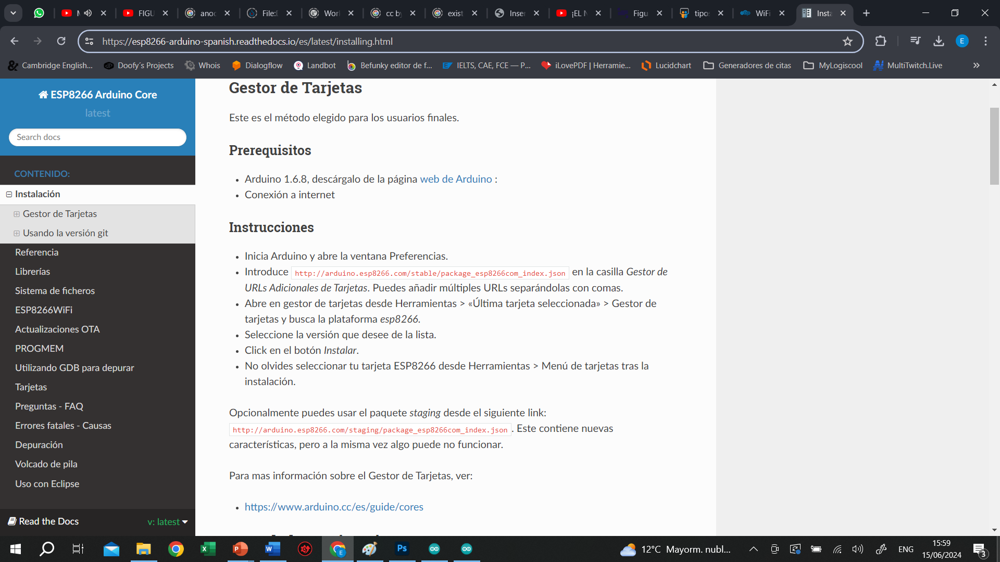 FIGU
anoc
File:D
Worl
cc by
exist
Inser
¡EL N
Figu
tipo
WiFi
Insta
https://esp8266-arduino-spanish.readthedocs.io/es/latest/installing.html
E
Cambridge English...
Doofy´s Projects
Whois
Dialogflow
Landbot
Befunky editor de f...
IELTS, CAE, FCE — P...
iLovePDF | Herramie...
Lucidchart
Generadores de citas
MyLogiscool
MultiTwitch.Live
ESP8266 Arduino Core
latest
Search docs
CONTENIDO:
Instalación
Gestor de Tarjetas
Usando la versión git
Referencia
Librerías
Sistema de ficheros
ESP8266WiFi
Actualizaciones OTA
PROGMEM
Utilizando GDB para depurar
Tarjetas
Preguntas - FAQ
Errores fatales - Causas
Depuración
Volcado de pila
Uso con Eclipse
Read the Docs
v: latest
Gestor de Tarjetas
Este es el método elegido para los usuarios finales.
Prerequisitos
Arduino 1.6.8, descárgalo de la página web de Arduino :
Conexión a internet
Instrucciones
Inicia Arduino y abre la ventana Preferencias.
Introduce http://arduino.esp8266.com/stable/package_esp8266com_index.json en la casilla Gestor de
URLs Adicionales de Tarjetas. Puedes añadir múltiples URLs separándolas con comas.
Abre en gestor de tarjetas desde Herramientas > «Última tarjeta seleccionada» > Gestor de
tarjetas y busca la plataforma esp8266.
Seleccione la versión que desee de la lista.
Click en el botón Instalar.
No olvides seleccionar tu tarjeta ESP8266 desde Herramientas > Menú de tarjetas tras la
instalación.
Opcionalmente puedes usar el paquete staging desde el siguiente link:
http://arduino.esp8266.com/staging/package_esp8266com_index.json. Este contiene nuevas
características, pero a la misma vez algo puede no funcionar.
Para mas información sobre el Gestor de Tarjetas, ver:
https://www.arduino.cc/es/guide/cores
12°C Mayorm. nubl...
ENG
15:59
15/06/2024
3